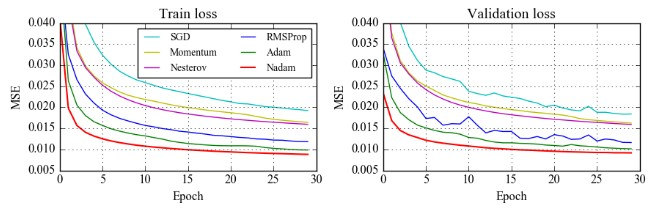 Train loss
0.040
0.035
0.030
0.025
0.020
0.015
0.010
0.005
MSE
0 5 10 15 20 25 30
Epoch
SGD
Momentum
Nesterov
RMSProp
Adam
Nadam
Validation loss
0.040
0.035
0.030
0.025
0.020
0.015
0.010
0.005
MSE
0 5 10 15 20 25 30
Epoch